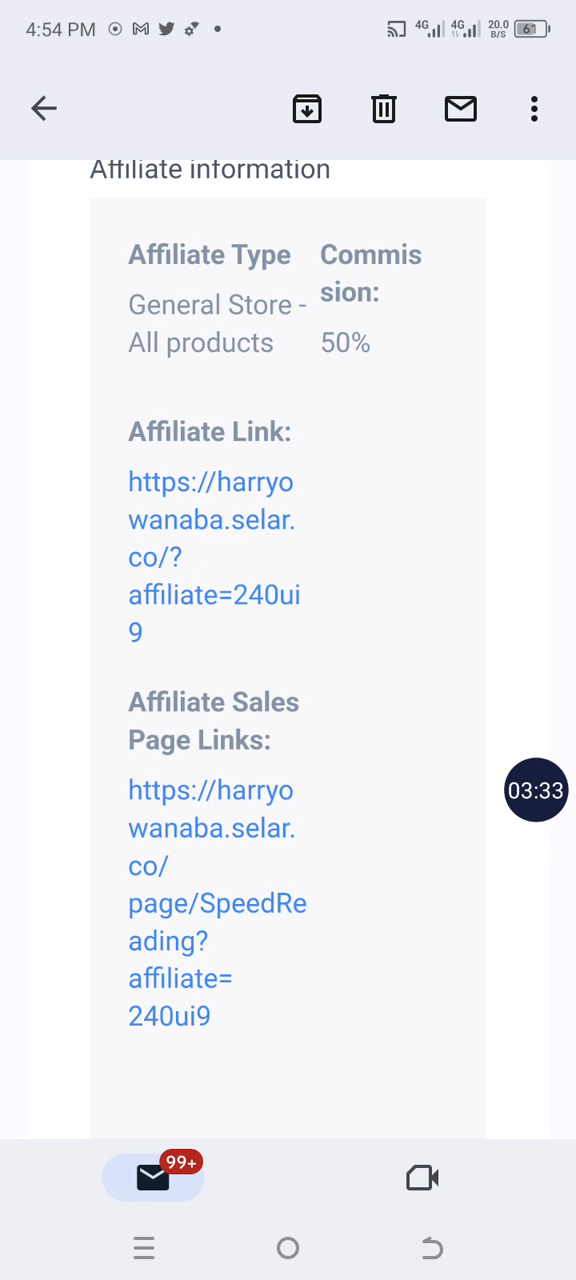 4:54 PM 4G 4G 20.0 B/S 61
Affiliate information
Affiliate Type
General Store -
All products
Commis
sion:
50%
Affiliate Link:
https://harryo
wanaba.selar.
co/?
affiliate=240ui
9
Affiliate Sales
Page Links:
https://harryo
wanaba.selar.
co/
page/SpeedRe
ading?
affiliate=
240ui9
03:33
99+